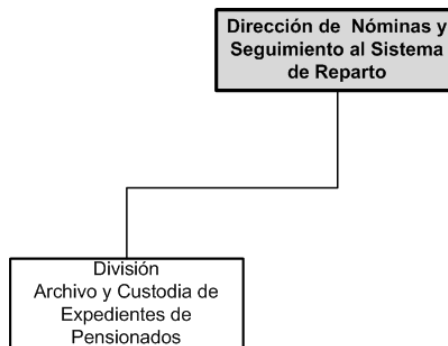 Dirección de Nóminas y
Seguimiento al Sistema
de Reparto
División
Archivo y Custodia de
Expedientes de
Pensionados